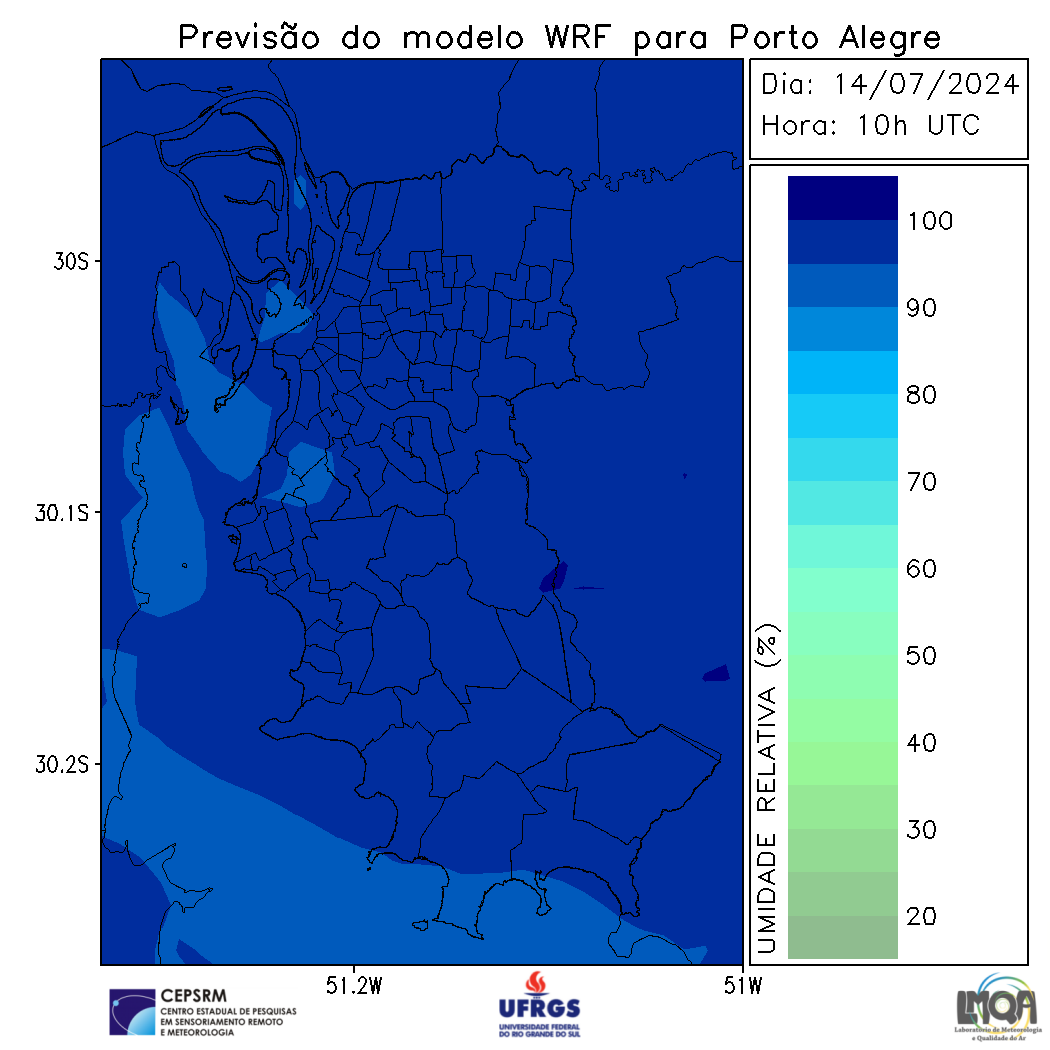 Previsão do modelo WRF para Porto Alegre
Dia: 14/07/2024
Hora: 10h UTC
30S
30.1S
30.2S
51.2W
51W
UMIDADE RELATIVA (%)
100
90
80
70
60
50
40
30
20
CEPSRM
CENTRO ESTADUAL DE PESQUISAS
EM SENSORIAMENTO REMOTO
E METEOROLOGIA
UFRGS
UNIVERSIDADE FEDERAL
DO RIO GRANDE DO SUL
LMQA
Laboratório de Meteorologia
e Qualidade do Ar